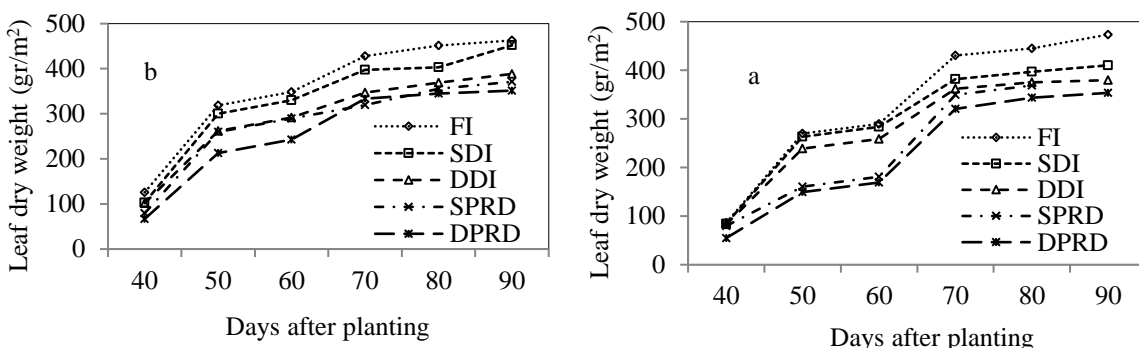 Leaf dry weight (gr/m²)
500
400
300
200
100
0
b
FI
SDI
DDI
SPRD
DPRD
40 50 60 70 80 90
Days after planting
Leaf dry weight (gr/m²)
500
400
300
200
100
0
a
FI
SDI
DDI
SPRD
DPRD
40 50 60 70 80 90
Days after planting